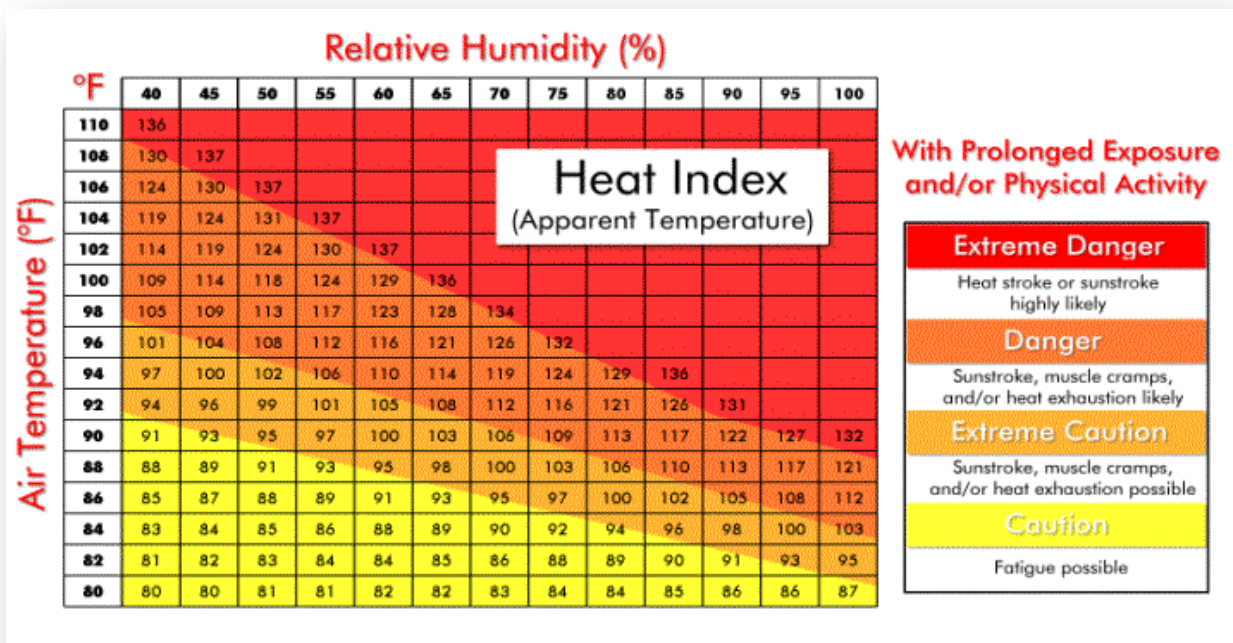 Relative Humidity (%)
°F 40 45 50 55 60 65 70 75 80 85 90 95 100
110 136
108 130 137
106 124 130 137
104 119 124 131 137
102 114 119 124 130 137
100 109 114 118 124 129 136
98 105 109 113 117 123 128 134
96 101 104 108 112 116 121 126 132
94 97 100 102 106 110 114 119 124 129 136
92 94 96 99 101 105 108 112 116 121 126 131
90 91 93 95 97 100 103 106 109 113 117 122 127 132
88 88 89 91 93 95 98 100 103 106 110 113 117 121
86 85 87 88 89 91 93 95 97 100 102 105 108 112
84 83 84 85 86 88 89 90 92 94 96 98 100 103
82 81 82 83 84 84 85 86 88 89 90 91 93 95
80 80 80 81 81 82 82 83 84 84 85 86 86 87
Air Temperature (°F)
Heat Index
(Apparent Temperature)
With Prolonged Exposure
and/or Physical Activity
Extreme Danger
Heat stroke or sunstroke
highly likely
Danger
Sunstroke, muscle cramps,
and/or heat exhaustion likely
Extreme Caution
Sunstroke, muscle cramps,
and/or heat exhaustion possible
Caution
Fatigue possible